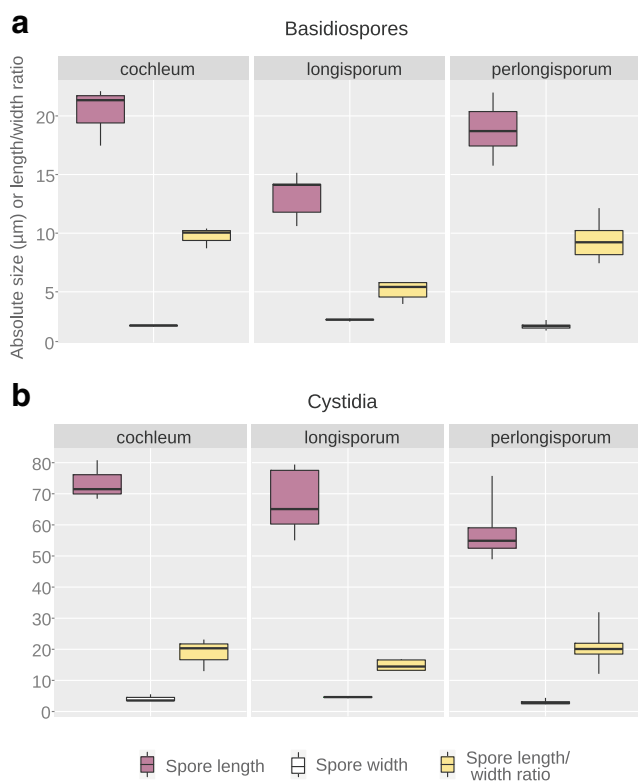 a
Basidiospores
cochleum longisporum perlongisporum
Absolute size (μm) or length/width ratio
20
15
10
5
0
b
Cystidia
cochleum longisporum perlongisporum
80
70
60
50
40
30
20
10
0
Spore length Spore width Spore length/
width ratio